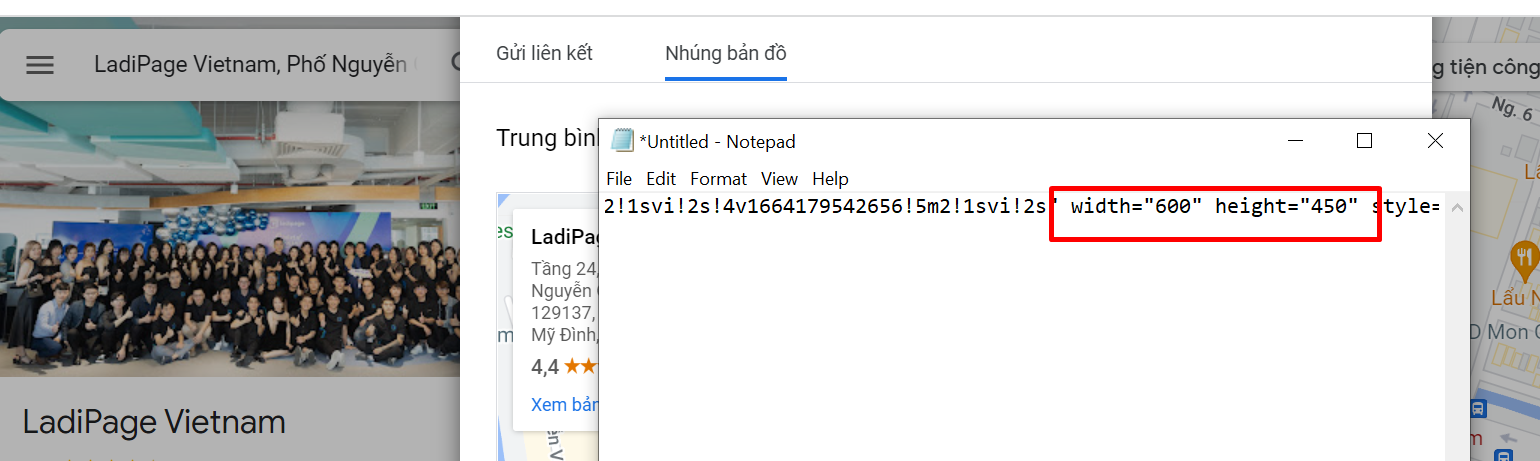 LadiPage Vietnam, Phố Nguyễn
Gửi liên kết
Nhúng bản đồ
g tiện công
Ng. 6
Trung bìn
*Untitled - Notepad
File Edit Format View Help
2!1svi!2s!4v1664179542656!5m2!1svi!2s" width="600" height="450" style=
LadiPa
Tầng 24,
Nguyễn
129137,
Mỹ Đình,
4,4
Xem bản
LadiPage Vietnam
Lẩu N
D Mon
m